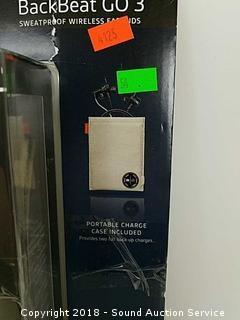 BackBeat GO 3
SWEATPROOF WIRELESS EARBUDS
4125
PORTABLE CHARGE
CASE INCLUDED
Provides two full back-up charges.
Copyright 2018 - Sound Auction Service